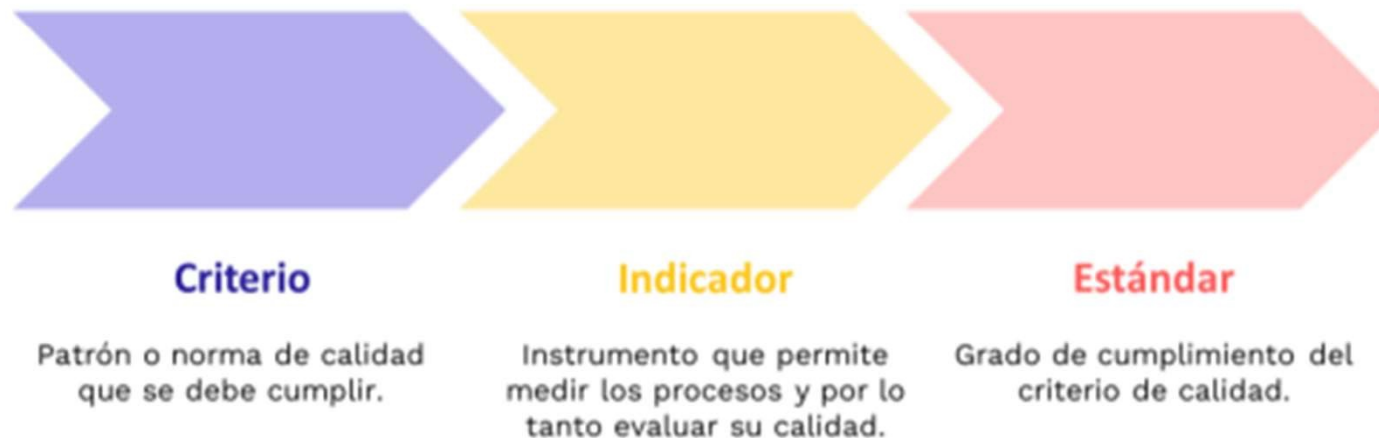 Criterio
Patrón o norma de calidad
que se debe cumplir.
Indicador
Instrumento que permite
medir los procesos y por lo
tanto evaluar su calidad.
Estándar
Grado de cumplimiento del
criterio de calidad.